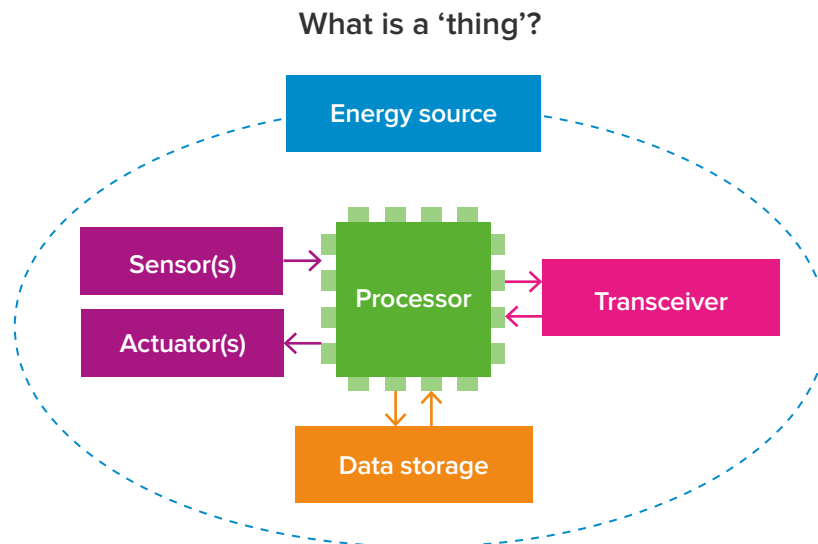 What is a ‘thing’?
Energy source
Sensor(s)
Processor
Transceiver
Actuator(s)
Data storage